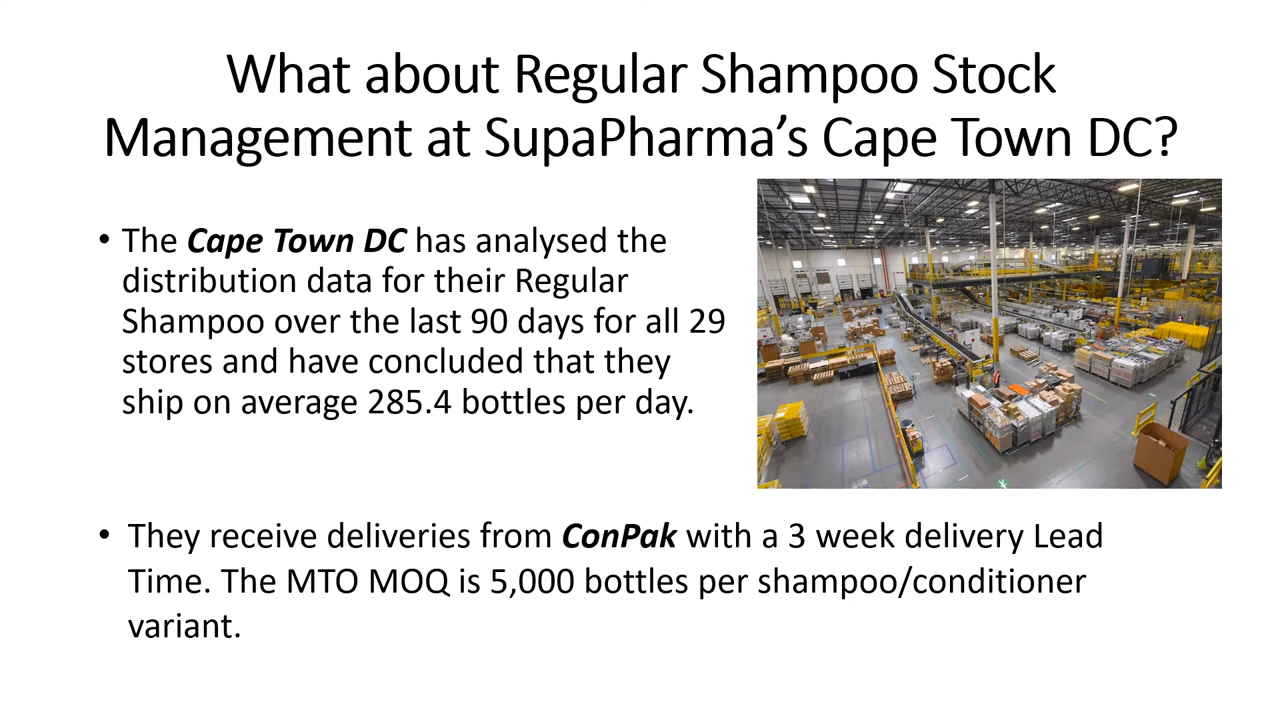 What about Regular Shampoo Stock
Management at SupaPharma’s Cape Town DC?
• The Cape Town DC has analysed the
distribution data for their Regular
Shampoo over the last 90 days for all 29
stores and have concluded that they
ship on average 285.4 bottles per day.
• They receive deliveries from ConPak with a 3 week delivery Lead
Time. The MTO MOQ is 5,000 bottles per shampoo/conditioner
variant.